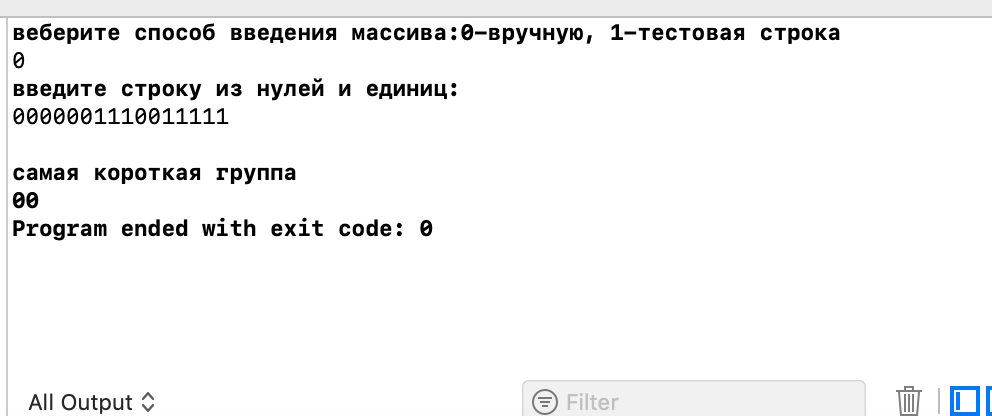 веберите способ введения массива:0-вручную, 1-тестовая строка
0
введите строку из нулей и единиц:
0000001110011111
самая короткая группа
00
Program ended with exit code: 0
All Output
Filter